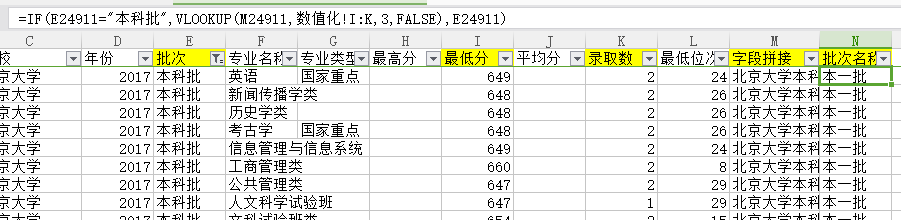 =IF(E24911="本科批",VLOOKUP(M24911,数值化!I:K,3,FALSE),E24911)
C D E F G H I J K L M N
校 年份 批次 专业名称 专业类型 最高分 最低分 平均分 录取数 最低位次 字段拼接 批次名称
京大学 2017 本科批 英语 国家重点 649 2 24 北京大学本科 本一批
京大学 2017 本科批 新闻传播学类 648 2 26 北京大学本科 本一批
京大学 2017 本科批 历史学类 648 2 26 北京大学本科 本一批
京大学 2017 本科批 考古学 国家重点 648 2 26 北京大学本科 本一批
京大学 2017 本科批 信息管理与信息系统 649 2 24 北京大学本科 本一批
京大学 2017 本科批 工商管理类 660 2 8 北京大学本科 本一批
京大学 2017 本科批 公共管理类 647 2 29 北京大学本科 本一批
京大学 2017 本科批 人文科学试验班 647 1 29 北京大学本科 本一批
京大学 2017 本科批 文科试验班类 654 2 15 北京大学本科 本一批